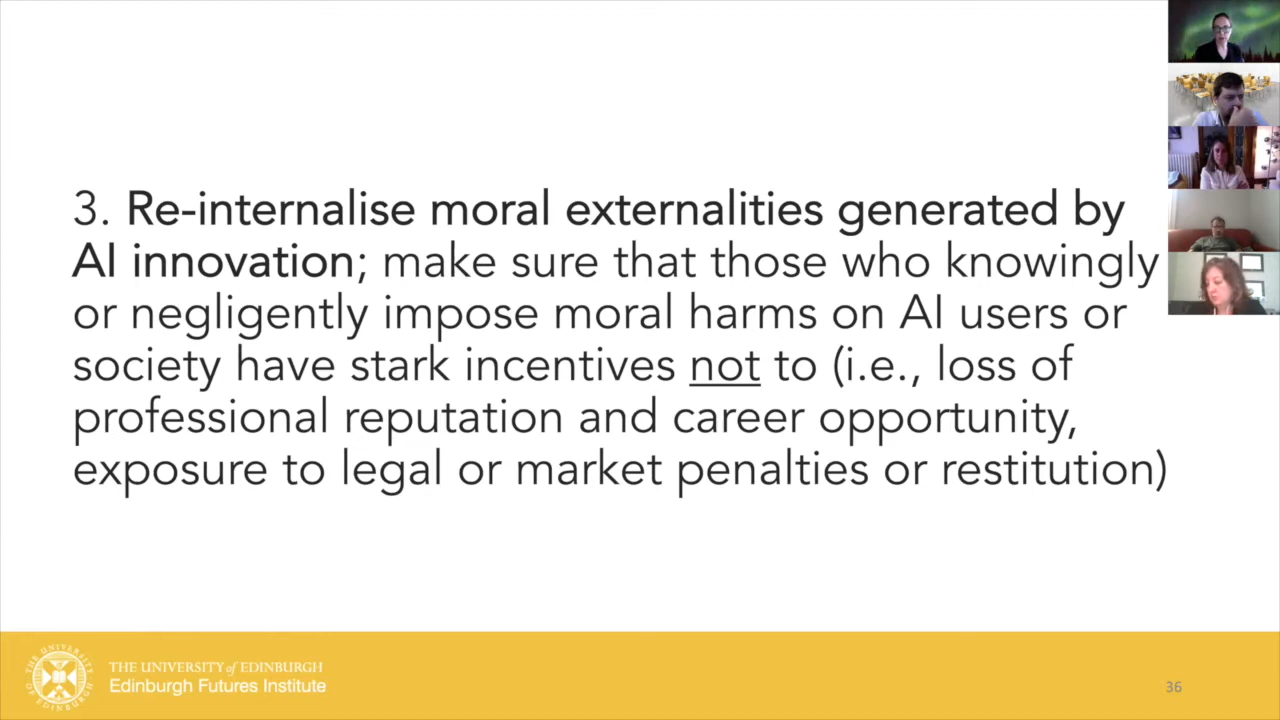 3. Re-internalise moral externalities generated by
AI innovation; make sure that those who knowingly
or negligently impose moral harms on AI users or
society have stark incentives not to (i.e., loss of
professional reputation and career opportunity,
exposure to legal or market penalties or restitution)
THE UNIVERSITY of EDINBURGH
Edinburgh Futures Institute
36